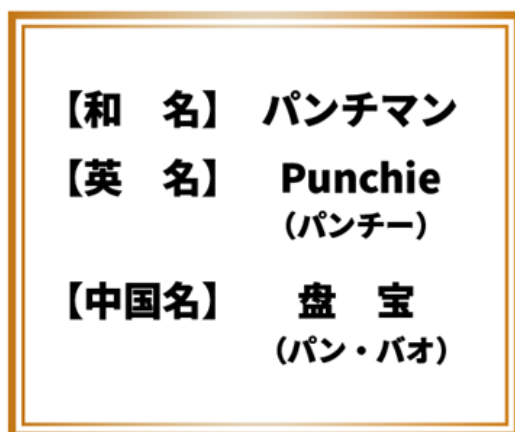 【和　名】　パンチマン
【英　名】　Punchie
（パンチー）
【中国名】　盘　宝
（パン・バオ）